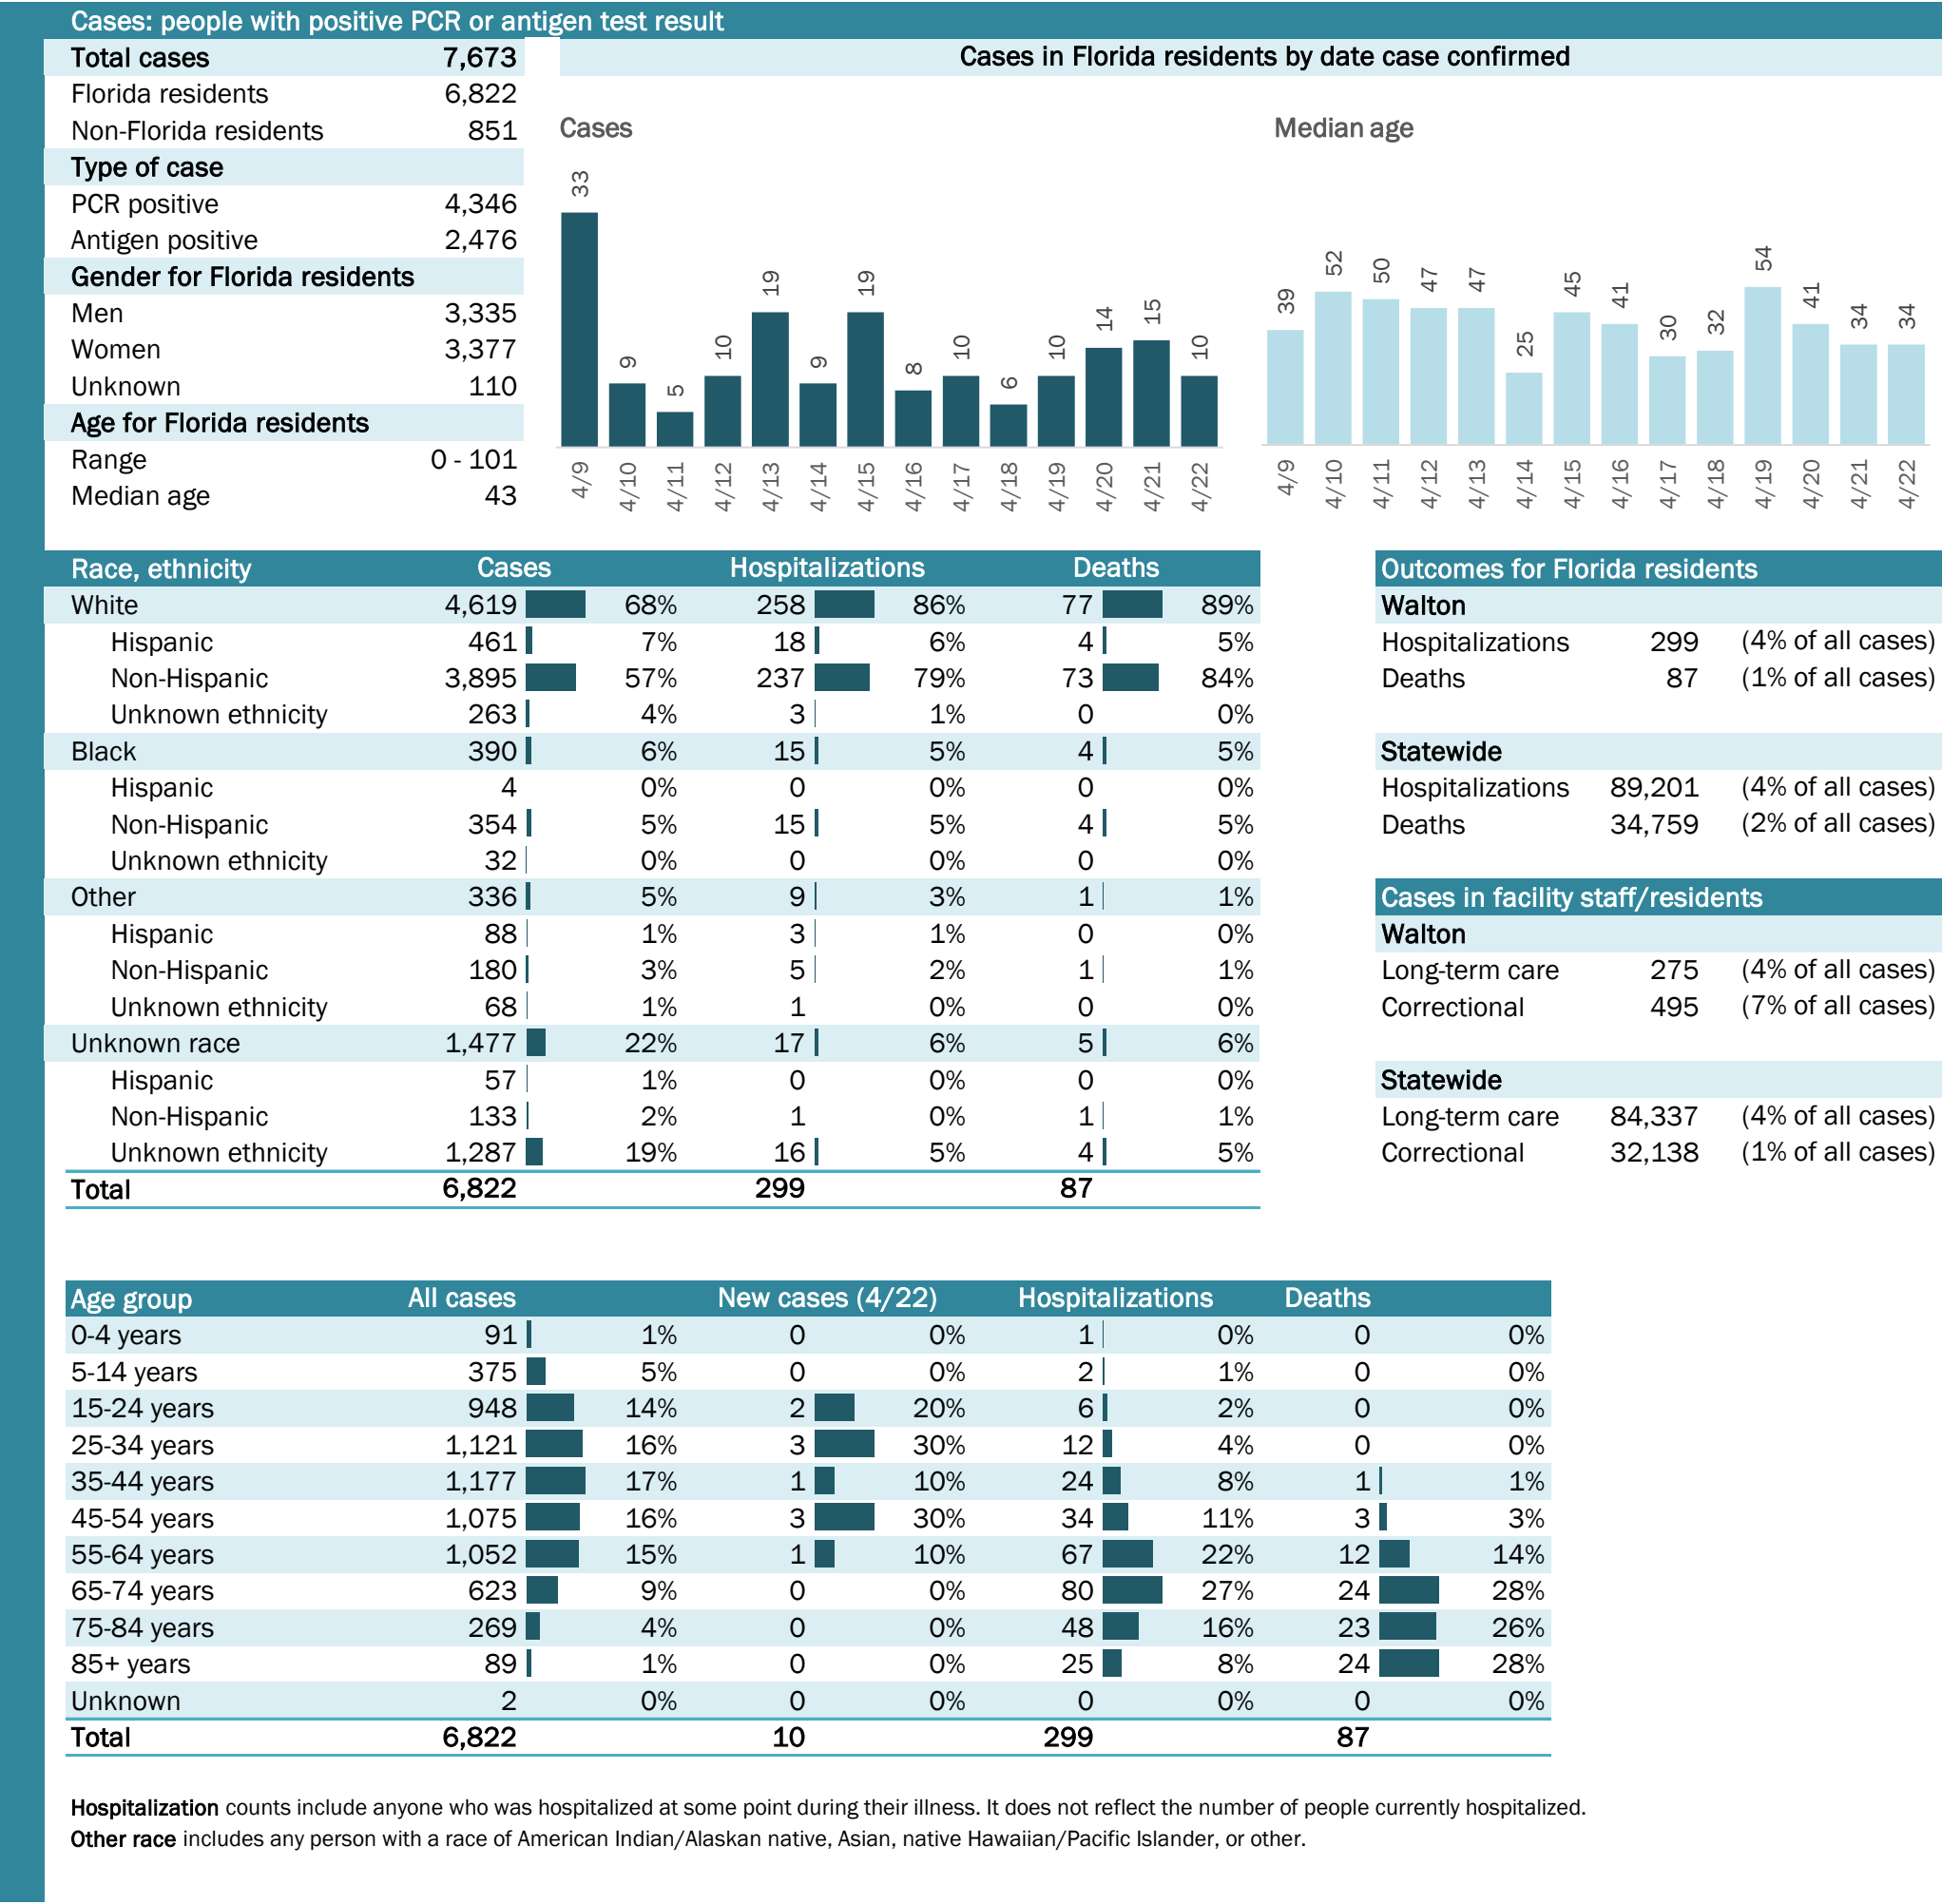 Cases: people with positive PCR or antigen test result
Total cases 7,673
Florida residents 6,822
Non-Florida residents 851
Type of case
PCR positive 4,346
Antigen positive 2,476
Gender for Florida residents
Men 3,335
Women 3,377
Unknown 110
Age for Florida residents
Range 0 - 101
Median age 43
Cases in Florida residents by date case confirmed
Cases
33 9 5 10 19 9 19 8 10 6 10 14 15 10
4/9 4/10 4/11 4/12 4/13 4/14 4/15 4/16 4/17 4/18 4/19 4/20 4/21 4/22
Median age
39 52 50 47 47 25 45 41 30 32 54 41 34 34
4/9 4/10 4/11 4/12 4/13 4/14 4/15 4/16 4/17 4/18 4/19 4/20 4/21 4/22
Race, ethnicity Cases Hospitalizations Deaths
White 4,619 68% 258 86% 77 89%
Hispanic 461 7% 18 6% 4 5%
Non-Hispanic 3,895 57% 237 79% 73 84%
Unknown ethnicity 263 4% 3 1% 0 0%
Black 390 6% 15 5% 4 5%
Hispanic 4 0% 0 0% 0 0%
Non-Hispanic 354 5% 15 5% 4 5%
Unknown ethnicity 32 0% 0 0% 0 0%
Other 336 5% 9 3% 1 1%
Hispanic 88 1% 3 1% 0 0%
Non-Hispanic 180 3% 5 2% 1 1%
Unknown ethnicity 68 1% 1 0% 0 0%
Unknown race 1,477 22% 17 6% 5 6%
Hispanic 57 1% 0 0% 0 0%
Non-Hispanic 133 2% 1 0% 1 1%
Unknown ethnicity 1,287 19% 16 5% 4 5%
Total 6,822 299 87
Outcomes for Florida residents
Walton
Hospitalizations 299 (4% of all cases)
Deaths 87 (1% of all cases)
Statewide
Hospitalizations 89,201 (4% of all cases)
Deaths 34,759 (2% of all cases)
Cases in facility staff/residents
Walton
Long-term care 275 (4% of all cases)
Correctional 495 (7% of all cases)
Statewide
Long-term care 84,337 (4% of all cases)
Correctional 32,138 (1% of all cases)
Age group All cases New cases (4/22) Hospitalizations Deaths
0-4 years 91 1% 0 0% 1 0% 0 0%
5-14 years 375 5% 0 0% 2 1% 0 0%
15-24 years 948 14% 2 20% 6 2% 0 0%
25-34 years 1,121 16% 3 30% 12 4% 0 0%
35-44 years 1,177 17% 1 10% 24 8% 1 1%
45-54 years 1,075 16% 3 30% 34 11% 3 3%
55-64 years 1,052 15% 1 10% 67 22% 12 14%
65-74 years 623 9% 0 0% 80 27% 24 28%
75-84 years 269 4% 0 0% 48 16% 23 26%
85+ years 89 1% 0 0% 25 8% 24 28%
Unknown 2 0% 0 0% 0 0% 0 0%
Total 6,822 10 299 87
Hospitalization counts include anyone who was hospitalized at some point during their illness. It does not reflect the number of people currently hospitalized.
Other race includes any person with a race of American Indian/Alaskan native, Asian, native Hawaiian/Pacific Islander, or other.